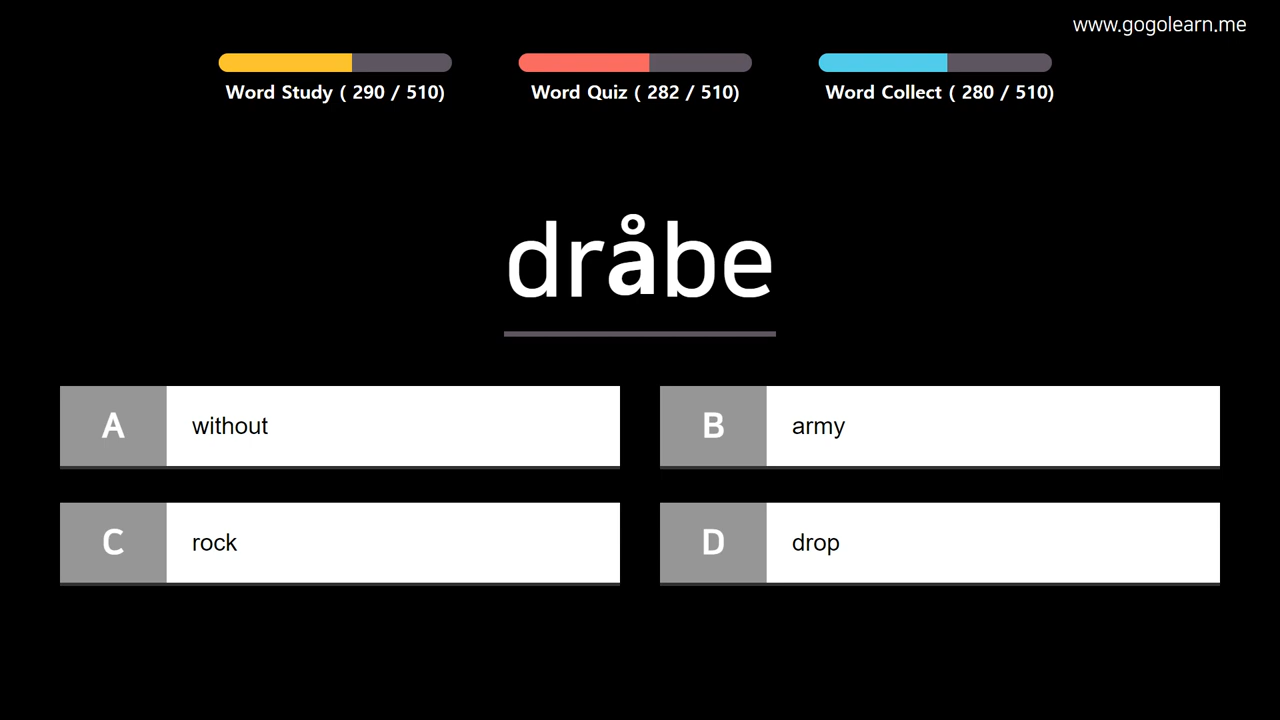 www.gogolearn.me
Word Study ( 290 / 510)
Word Quiz ( 282 / 510)
Word Collect ( 280 / 510)
dråbe
A without
B army
C rock
D drop